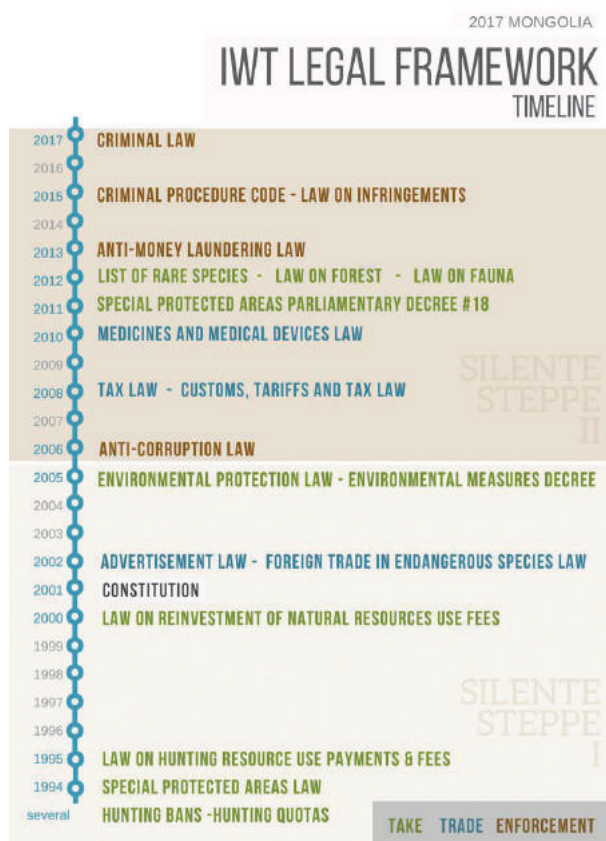 2017 MONGOLIA
IWT LEGAL FRAMEWORK
TIMELINE
2017 CRIMINAL LAW
2016
2015 CRIMINAL PROCEDURE CODE - LAW ON INFRINGEMENTS
2014
2013 ANTI-MONEY LAUNDERING LAW
2012 LIST OF RARE SPECIES - LAW ON FOREST - LAW ON FAUNA
2011 SPECIAL PROTECTED AREAS PARLIAMENTARY DECREE #18
2010 MEDICINES AND MEDICAL DEVICES LAW
2009
SILENTE
2008 TAX LAW - CUSTOMS, TARIFFS AND TAX LAW
STEPPE
2007
II
2006 ANTI-CORRUPTION LAW
2005 ENVIRONMENTAL PROTECTION LAW - ENVIRONMENTAL MEASURES DECREE
2004
2003
2002 ADVERTISEMENT LAW - FOREIGN TRADE IN ENDANGEROUS SPECIES LAW
2001 CONSTITUTION
2000 LAW ON REINVESTMENT OF NATURAL RESOURCES USE FEES
1999
1998
1997
SILENTE
1996
STEPPE
I
1995 LAW ON HUNTING RESOURCE USE PAYMENTS & FEES
1994 SPECIAL PROTECTED AREAS LAW
several HUNTING BANS -HUNTING QUOTAS
TAKE TRADE ENFORCEMENT